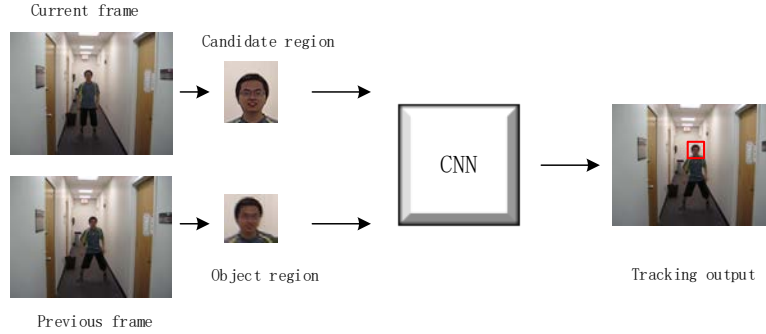 Current frame
Candidate region
CNN
Object region
Tracking output
Previous frame